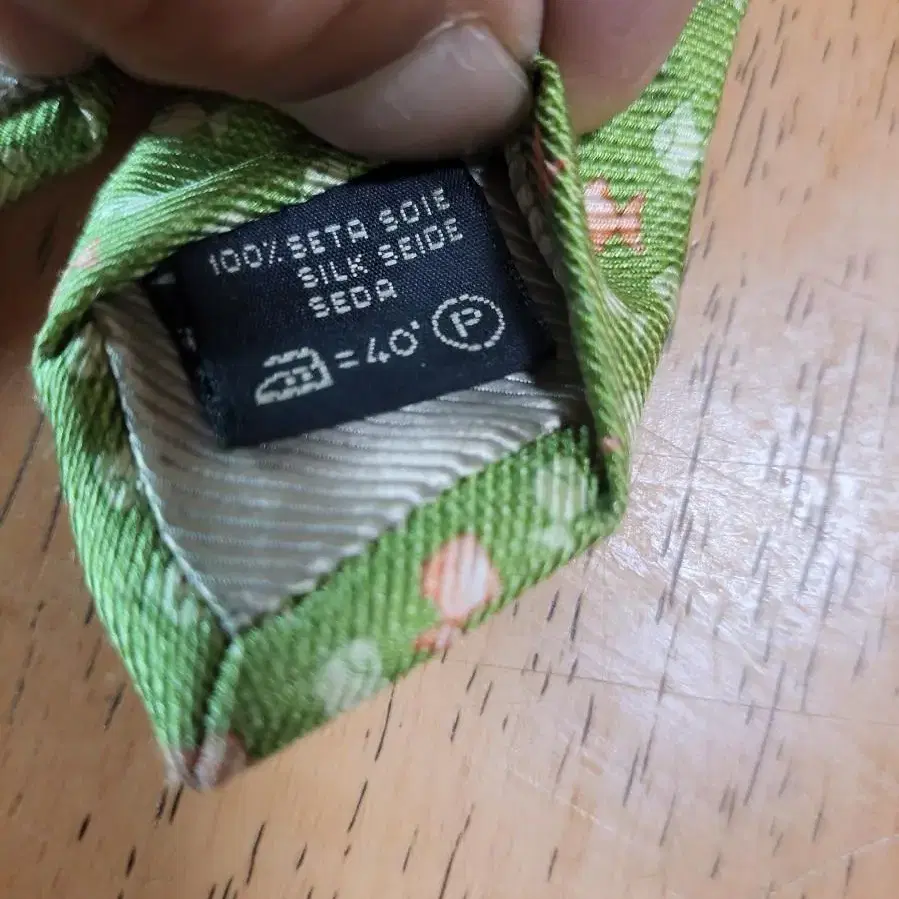 100% SETA SOIE
SILK SEIDE
SEDA
=40° P